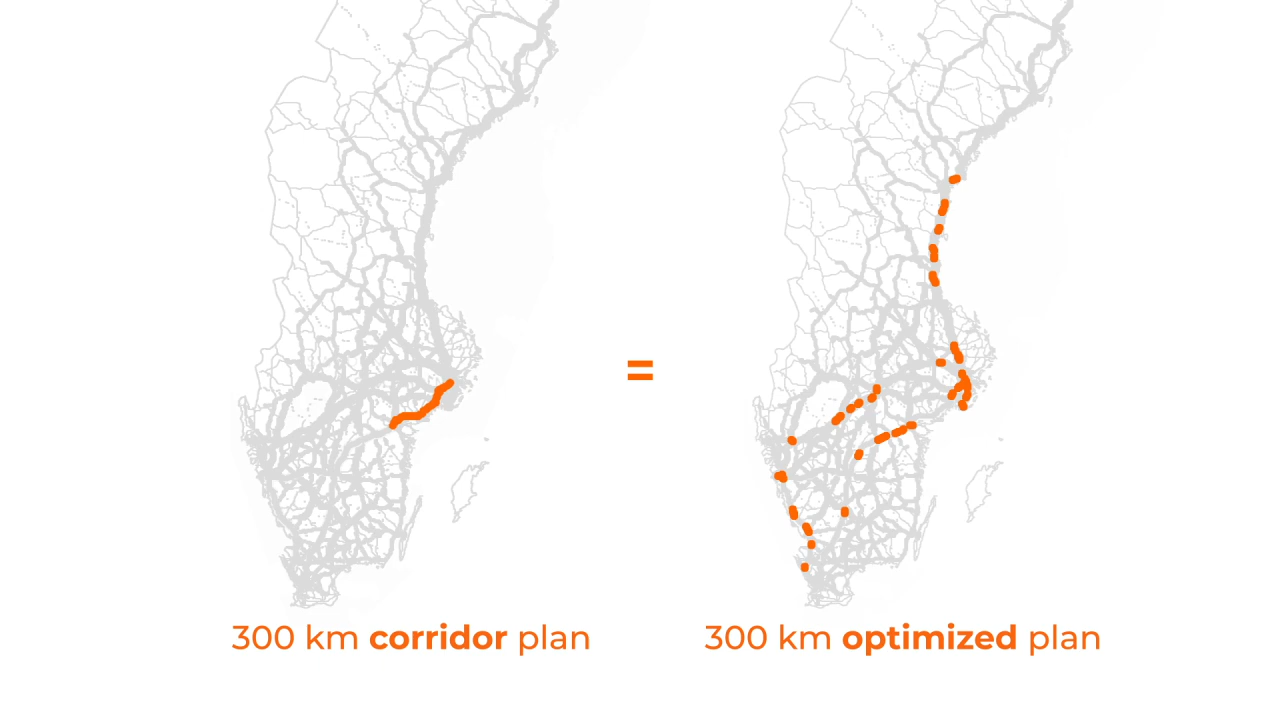 =
300 km corridor plan
300 km optimized plan